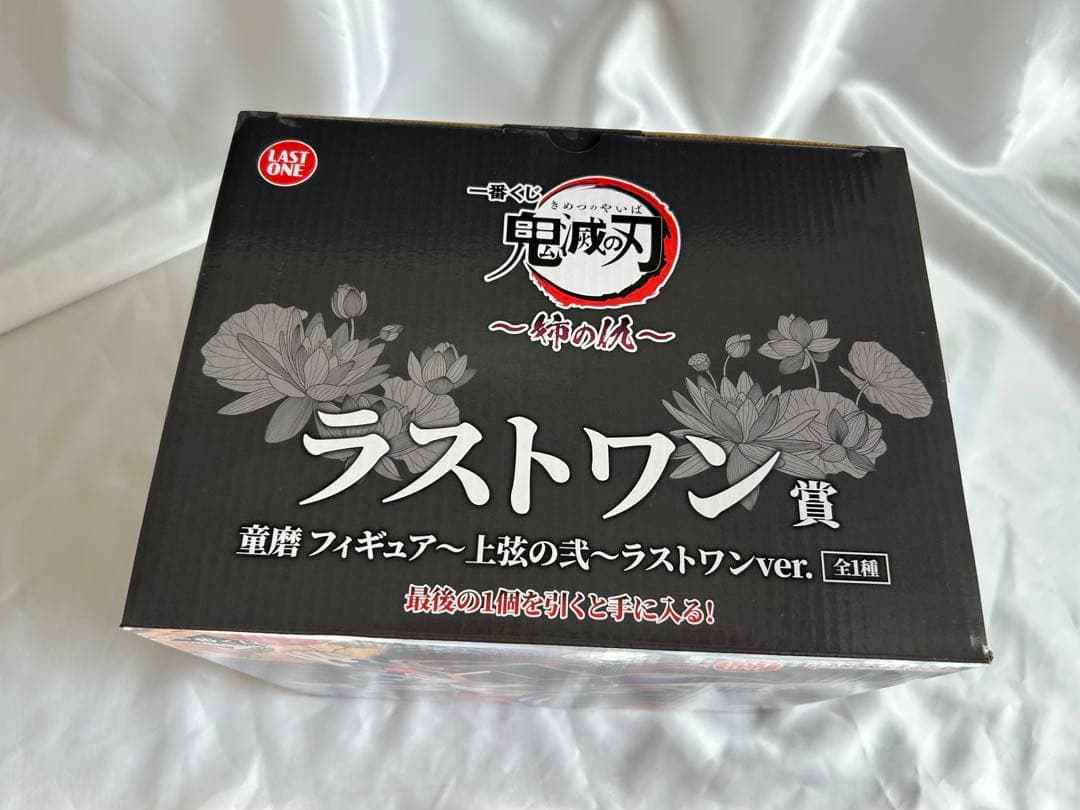 LAST
ONE
一番くじ
きめつのやいば
鬼滅の刃
～姉の仇～
ラストワン賞
童磨 フィギュア～上弦の弐～ラストワンver. 全1種
最後の1個を引くと手に入る!